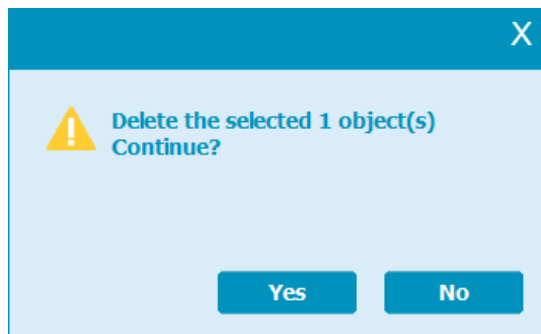 X
Delete the selected 1 object(s)
Continue?
Yes No